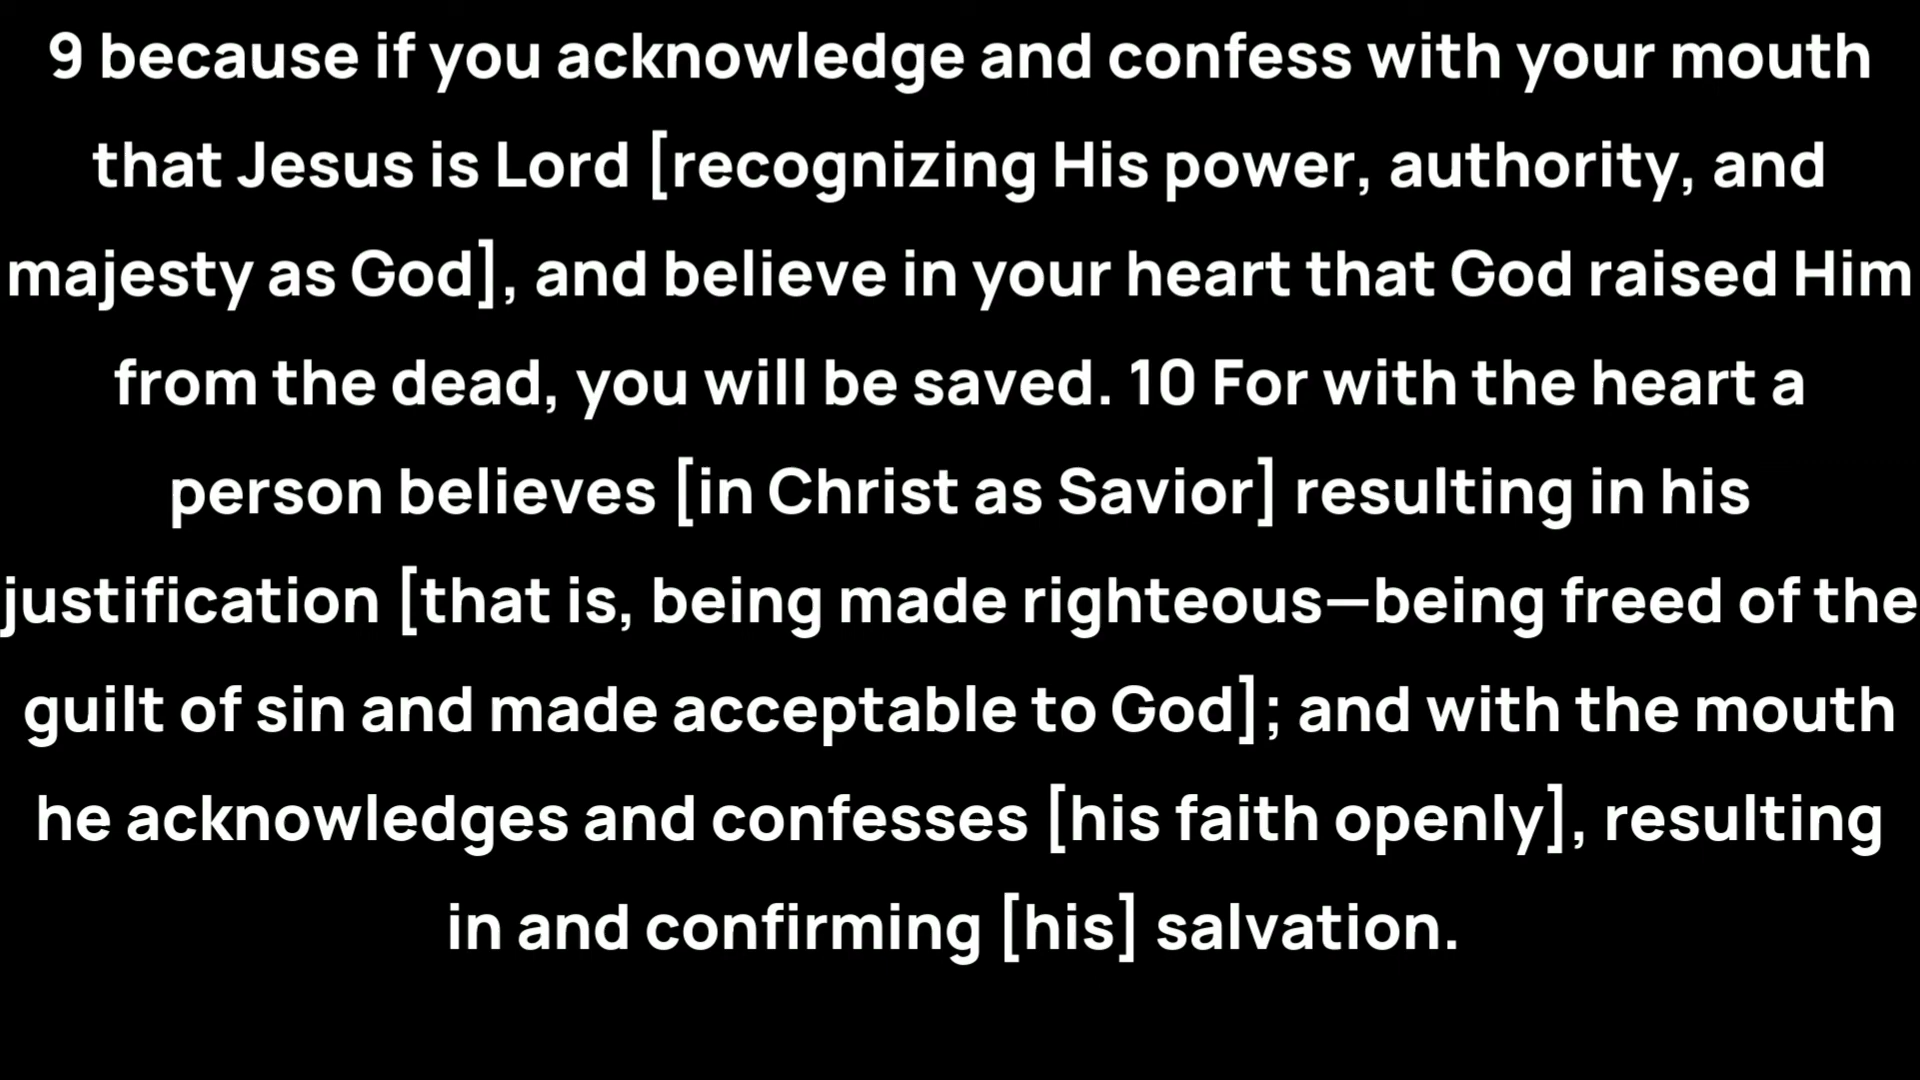 9 because if you acknowledge and confess with your mouth
that Jesus is Lord [recognizing His power, authority, and
majesty as God], and believe in your heart that God raised Him
from the dead, you will be saved. 10 For with the heart a
person believes [in Christ as Savior] resulting in his
justification [that is, being made righteous—being freed of the
guilt of sin and made acceptable to God]; and with the mouth
he acknowledges and confesses [his faith openly], resulting
in and confirming [his] salvation.